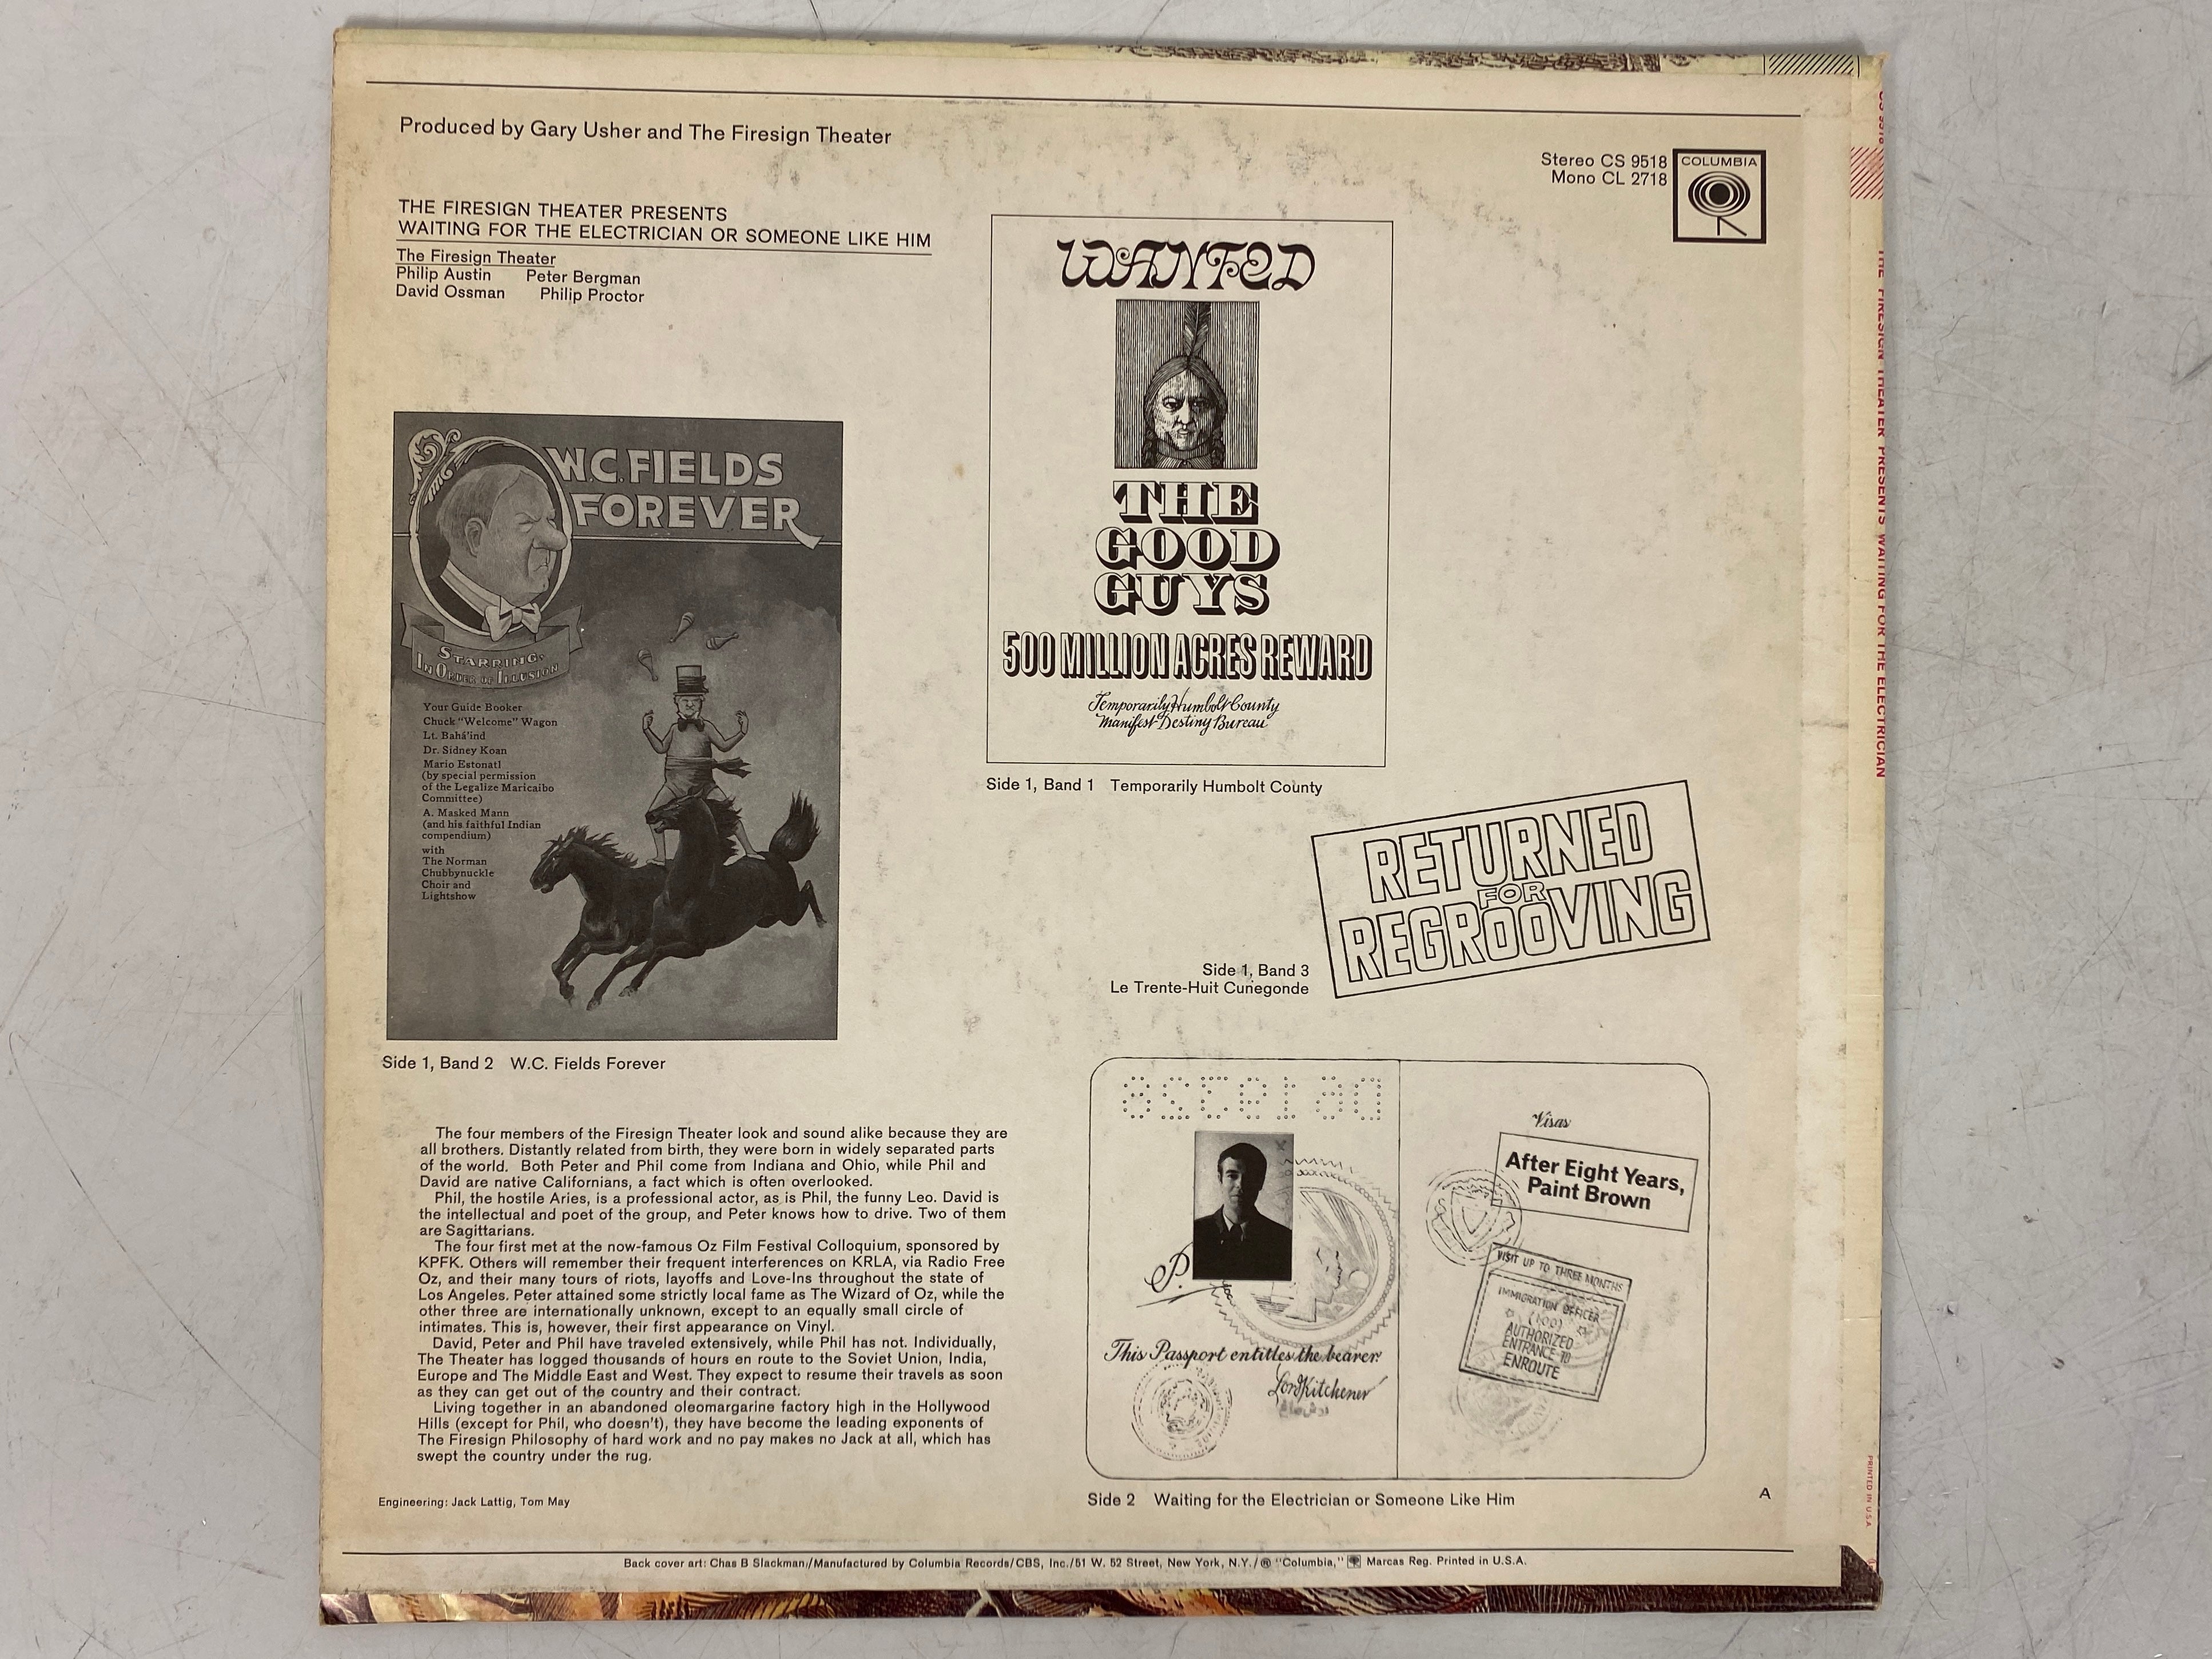 Produced by Gary Usher and The Firesign Theater
Stereo CS 9518
Mono CL 2718
COLUMBIA
THE FIRESIGN THEATER PRESENTS
WAITING FOR THE ELECTRICIAN OR SOMEONE LIKE HIM
The Firesign Theater
Philip Austin Peter Bergman
David Ossman Philip Proctor
W.C. FIELDS
FOREVER
STARRING:
IN ORDER OF ILLUSION
Your Guide Booker
Chuck "Welcome" Wagon
Lt. Bahá'ind
Dr. Sidney Koan
Mario Estonatl
(by special permission
of the Legalize Maricaibo
Committee)
A. Masked Mann
(and his faithful Indian
compendium)
with
The Norman
Chubbynuckle
Choir and
Lightshow
Side 1, Band 2 W.C. Fields Forever
WANTED
THE
GOOD
GUYS
500 MILLION ACRES REWARD
Temporarily Humbolt County
Manifest Destiny Bureau
Side 1, Band 1 Temporarily Humbolt County
RETURNED
FOR
REGROOVING
Side 1, Band 3
Le Trente-Huit Cunegonde
The four members of the Firesign Theater look and sound alike because they are
all brothers. Distantly related from birth, they were born in widely separated parts
of the world. Both Peter and Phil come from Indiana and Ohio, while Phil and
David are native Californians, a fact which is often overlooked.
Phil, the hostile Aries, is a professional actor, as is Phil, the funny Leo. David is
the intellectual and poet of the group, and Peter knows how to drive. Two of them
are Sagittarians.
The four first met at the now-famous Oz Film Festival Colloquium, sponsored by
KPFK. Others will remember their frequent interferences on KRLA, via Radio Free
Oz, and their many tours of riots, layoffs and Love-Ins throughout the state of
Los Angeles. Peter attained some strictly local fame as The Wizard of Oz, while the
other three are internationally unknown, except to an equally small circle of
intimates. This is, however, their first appearance on Vinyl.
David, Peter and Phil have traveled extensively, while Phil has not. Individually,
The Theater has logged thousands of hours en route to the Soviet Union, India,
Europe and The Middle East and West. They expect to resume their travels as soon
as they can get out of the country and their contract.
Living together in an abandoned oleomargarine factory high in the Hollywood
Hills (except for Phil, who doesn't), they have become the leading exponents of
The Firesign Philosophy of hard work and no pay makes no Jack at all, which has
swept the country under the rug.
Engineering: Jack Lattig, Tom May
P.
This Passport entitles the bearer:
Lord Kitchener
Visas
After Eight Years,
Paint Brown
VISIT UP TO THREE MONTHS
IMMIGRATION OFFICER
(100)
AUTHORIZED
ENTRANCE TO
ENROUTE
Side 2 Waiting for the Electrician or Someone Like Him
A
Back cover art: Chas B Slackman/Manufactured by Columbia Records/CBS, Inc./51 W. 52 Street, New York, N.Y./® "Columbia," Marcas Reg. Printed in U.S.A.
THE FIRESIGN THEATER PRESENTS WAITING FOR THE ELECTRICIAN
PRINTED IN U.S.A.